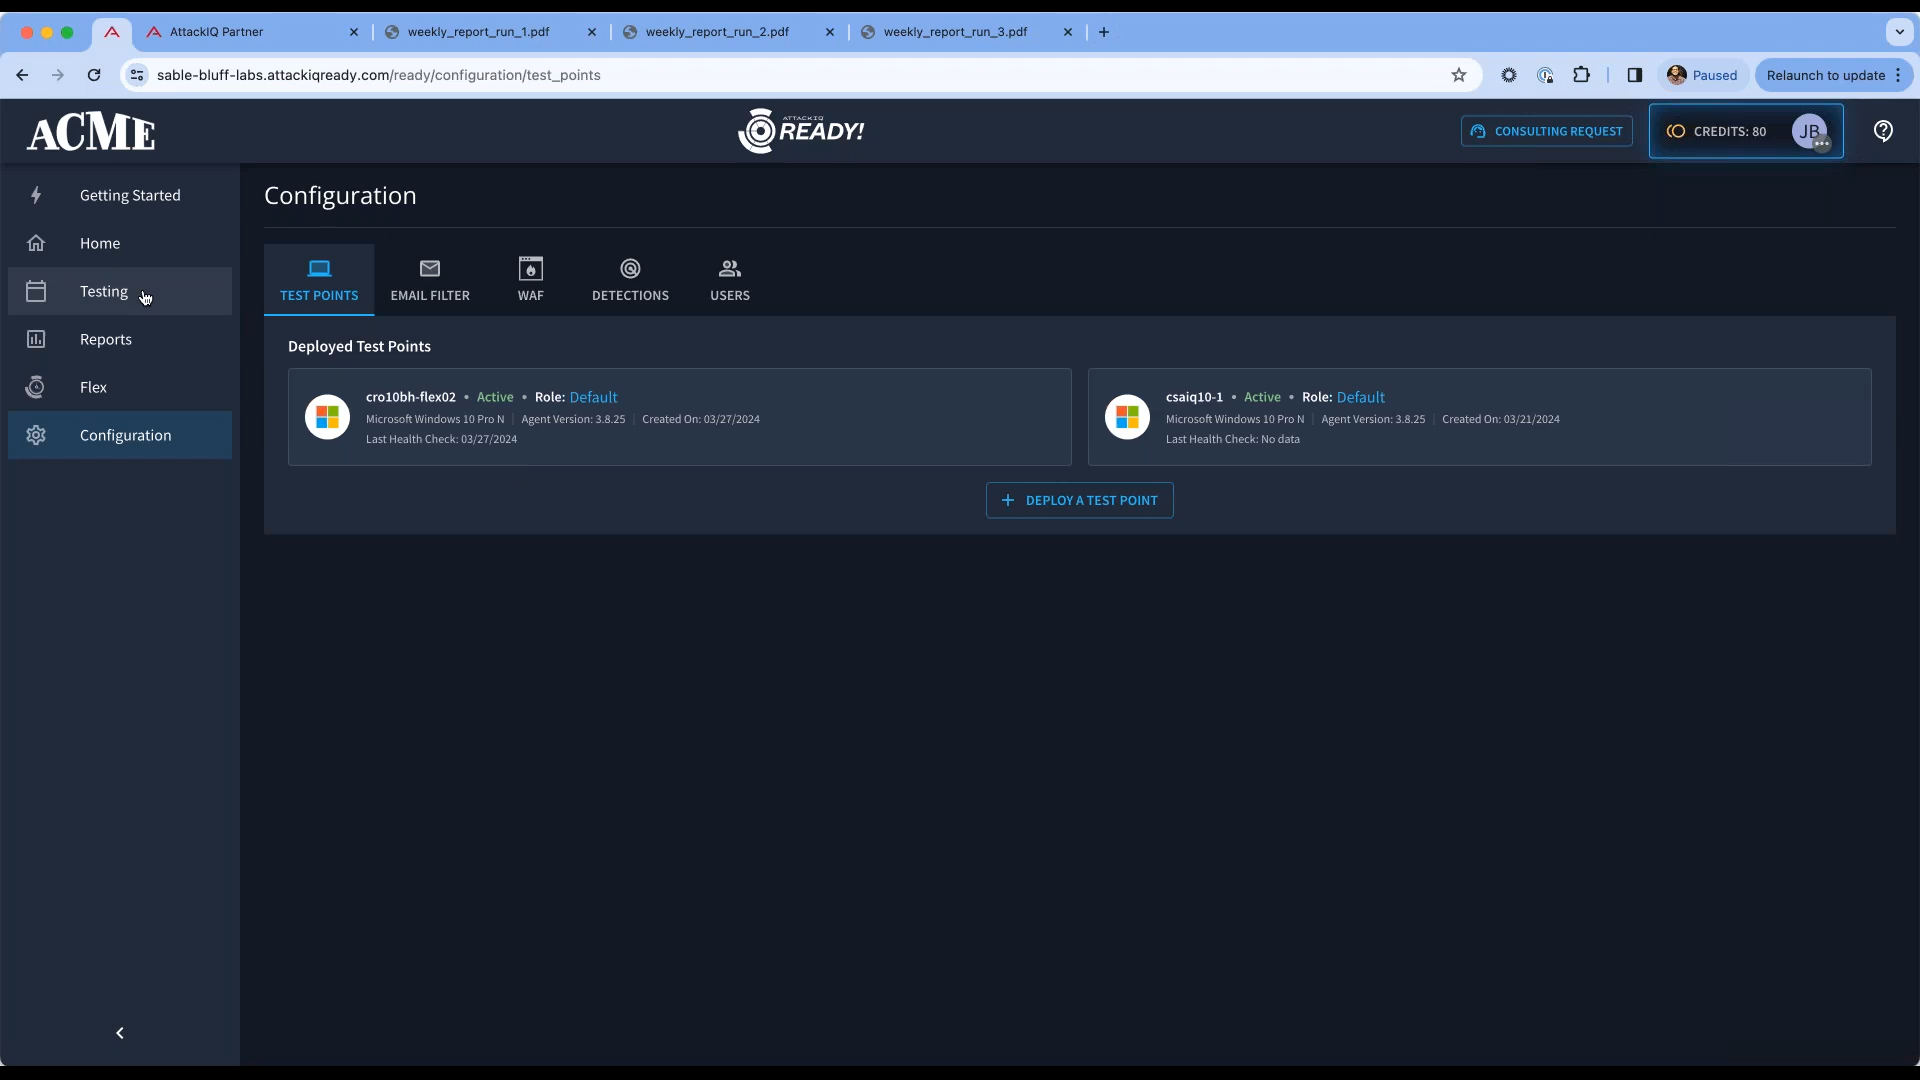 AttackIQ Partner
weekly_report_run_1.pdf
weekly_report_run_2.pdf
weekly_report_run_3.pdf
sable-bluff-labs.attackiqready.com/ready/configuration/test_points
Paused
Relaunch to update
ACME
ATTACKIQ
READY!
CONSULTING REQUEST
CREDITS: 80
JB
Getting Started
Home
Testing
Reports
Flex
Configuration
Configuration
TEST POINTS
EMAIL FILTER
WAF
DETECTIONS
USERS
Deployed Test Points
cro10bh-flex02 • Active • Role: Default
Microsoft Windows 10 Pro N | Agent Version: 3.8.25 | Created On: 03/27/2024
Last Health Check: 03/27/2024
csaiq10-1 • Active • Role: Default
Microsoft Windows 10 Pro N | Agent Version: 3.8.25 | Created On: 03/21/2024
Last Health Check: No data
+ DEPLOY A TEST POINT